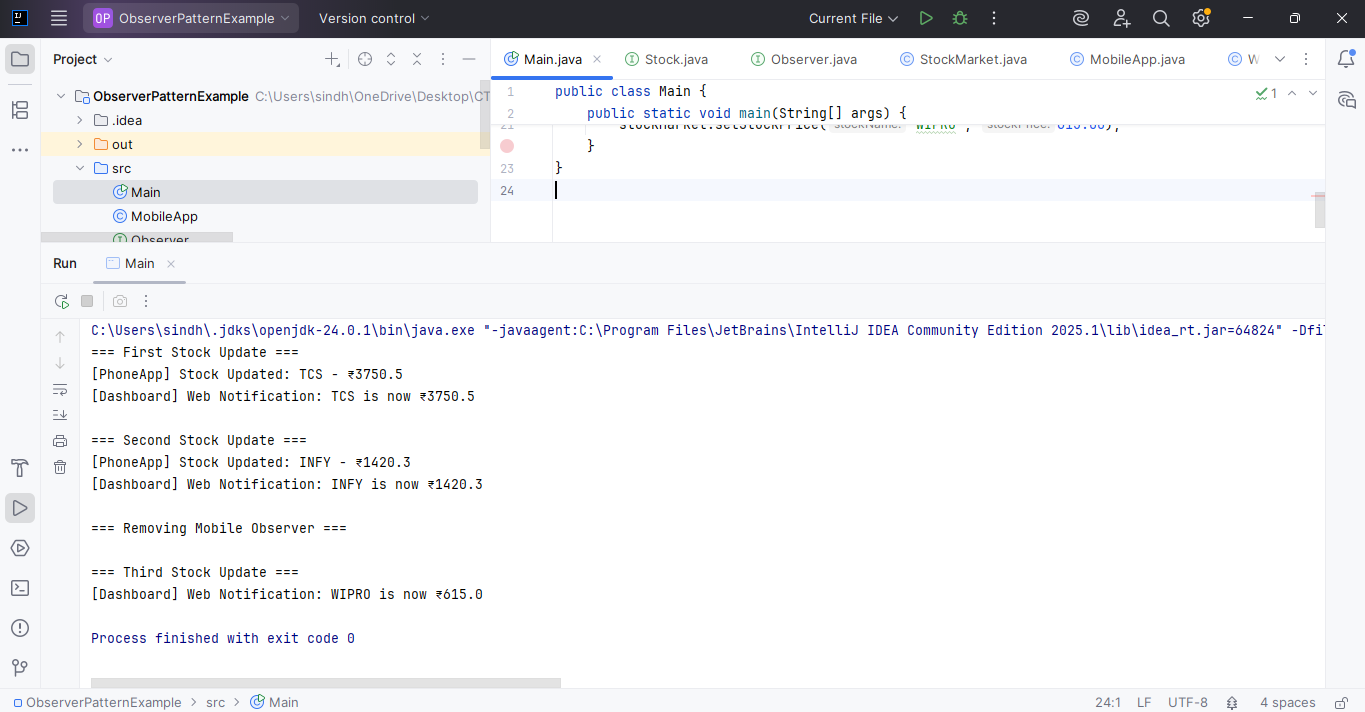 OP ObserverPatternExample Version control Current File
Project
Main.java Stock.java Observer.java StockMarket.java MobileApp.java W
ObserverPatternExample C:\Users\sindh\OneDrive\Desktop\CT
.idea
out
src
Main
MobileApp
Observer
1 public class Main {
1
2 public static void main(String[] args) {
21 stockMarket.setStockPrice( stockName: "WIPRO", stockPrice: 615.00);
}
23 }
24
Run Main
C:\Users\sindh\.jdks\openjdk-24.0.1\bin\java.exe "-javaagent:C:\Program Files\JetBrains\IntelliJ IDEA Community Edition 2025.1\lib\idea_rt.jar=64824" -Dfil
=== First Stock Update ===
[PhoneApp] Stock Updated: TCS - ₹3750.5
[Dashboard] Web Notification: TCS is now ₹3750.5
=== Second Stock Update ===
[PhoneApp] Stock Updated: INFY - ₹1420.3
[Dashboard] Web Notification: INFY is now ₹1420.3
=== Removing Mobile Observer ===
=== Third Stock Update ===
[Dashboard] Web Notification: WIPRO is now ₹615.0
Process finished with exit code 0
ObserverPatternExample > src > Main 24:1 LF UTF-8 4 spaces